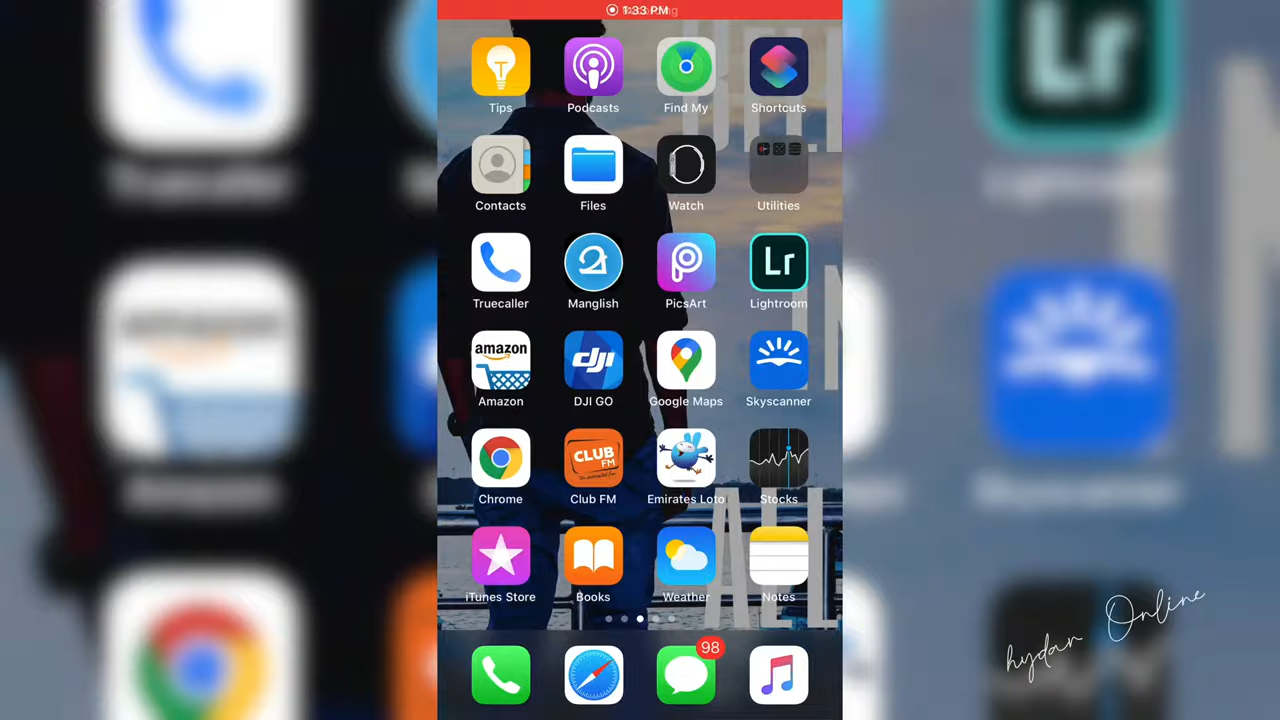 1:33 PM
Tips Podcasts Find My Shortcuts
Contacts Files Watch Utilities
Lr
Truecaller Manglish PicsArt Lightroom
amazon dji
Amazon DJI GO Google Maps Skyscanner
CLUB
FM
Chrome Club FM Emirates Loto Stocks
iTunes Store Books Weather Notes
98
hydar Online